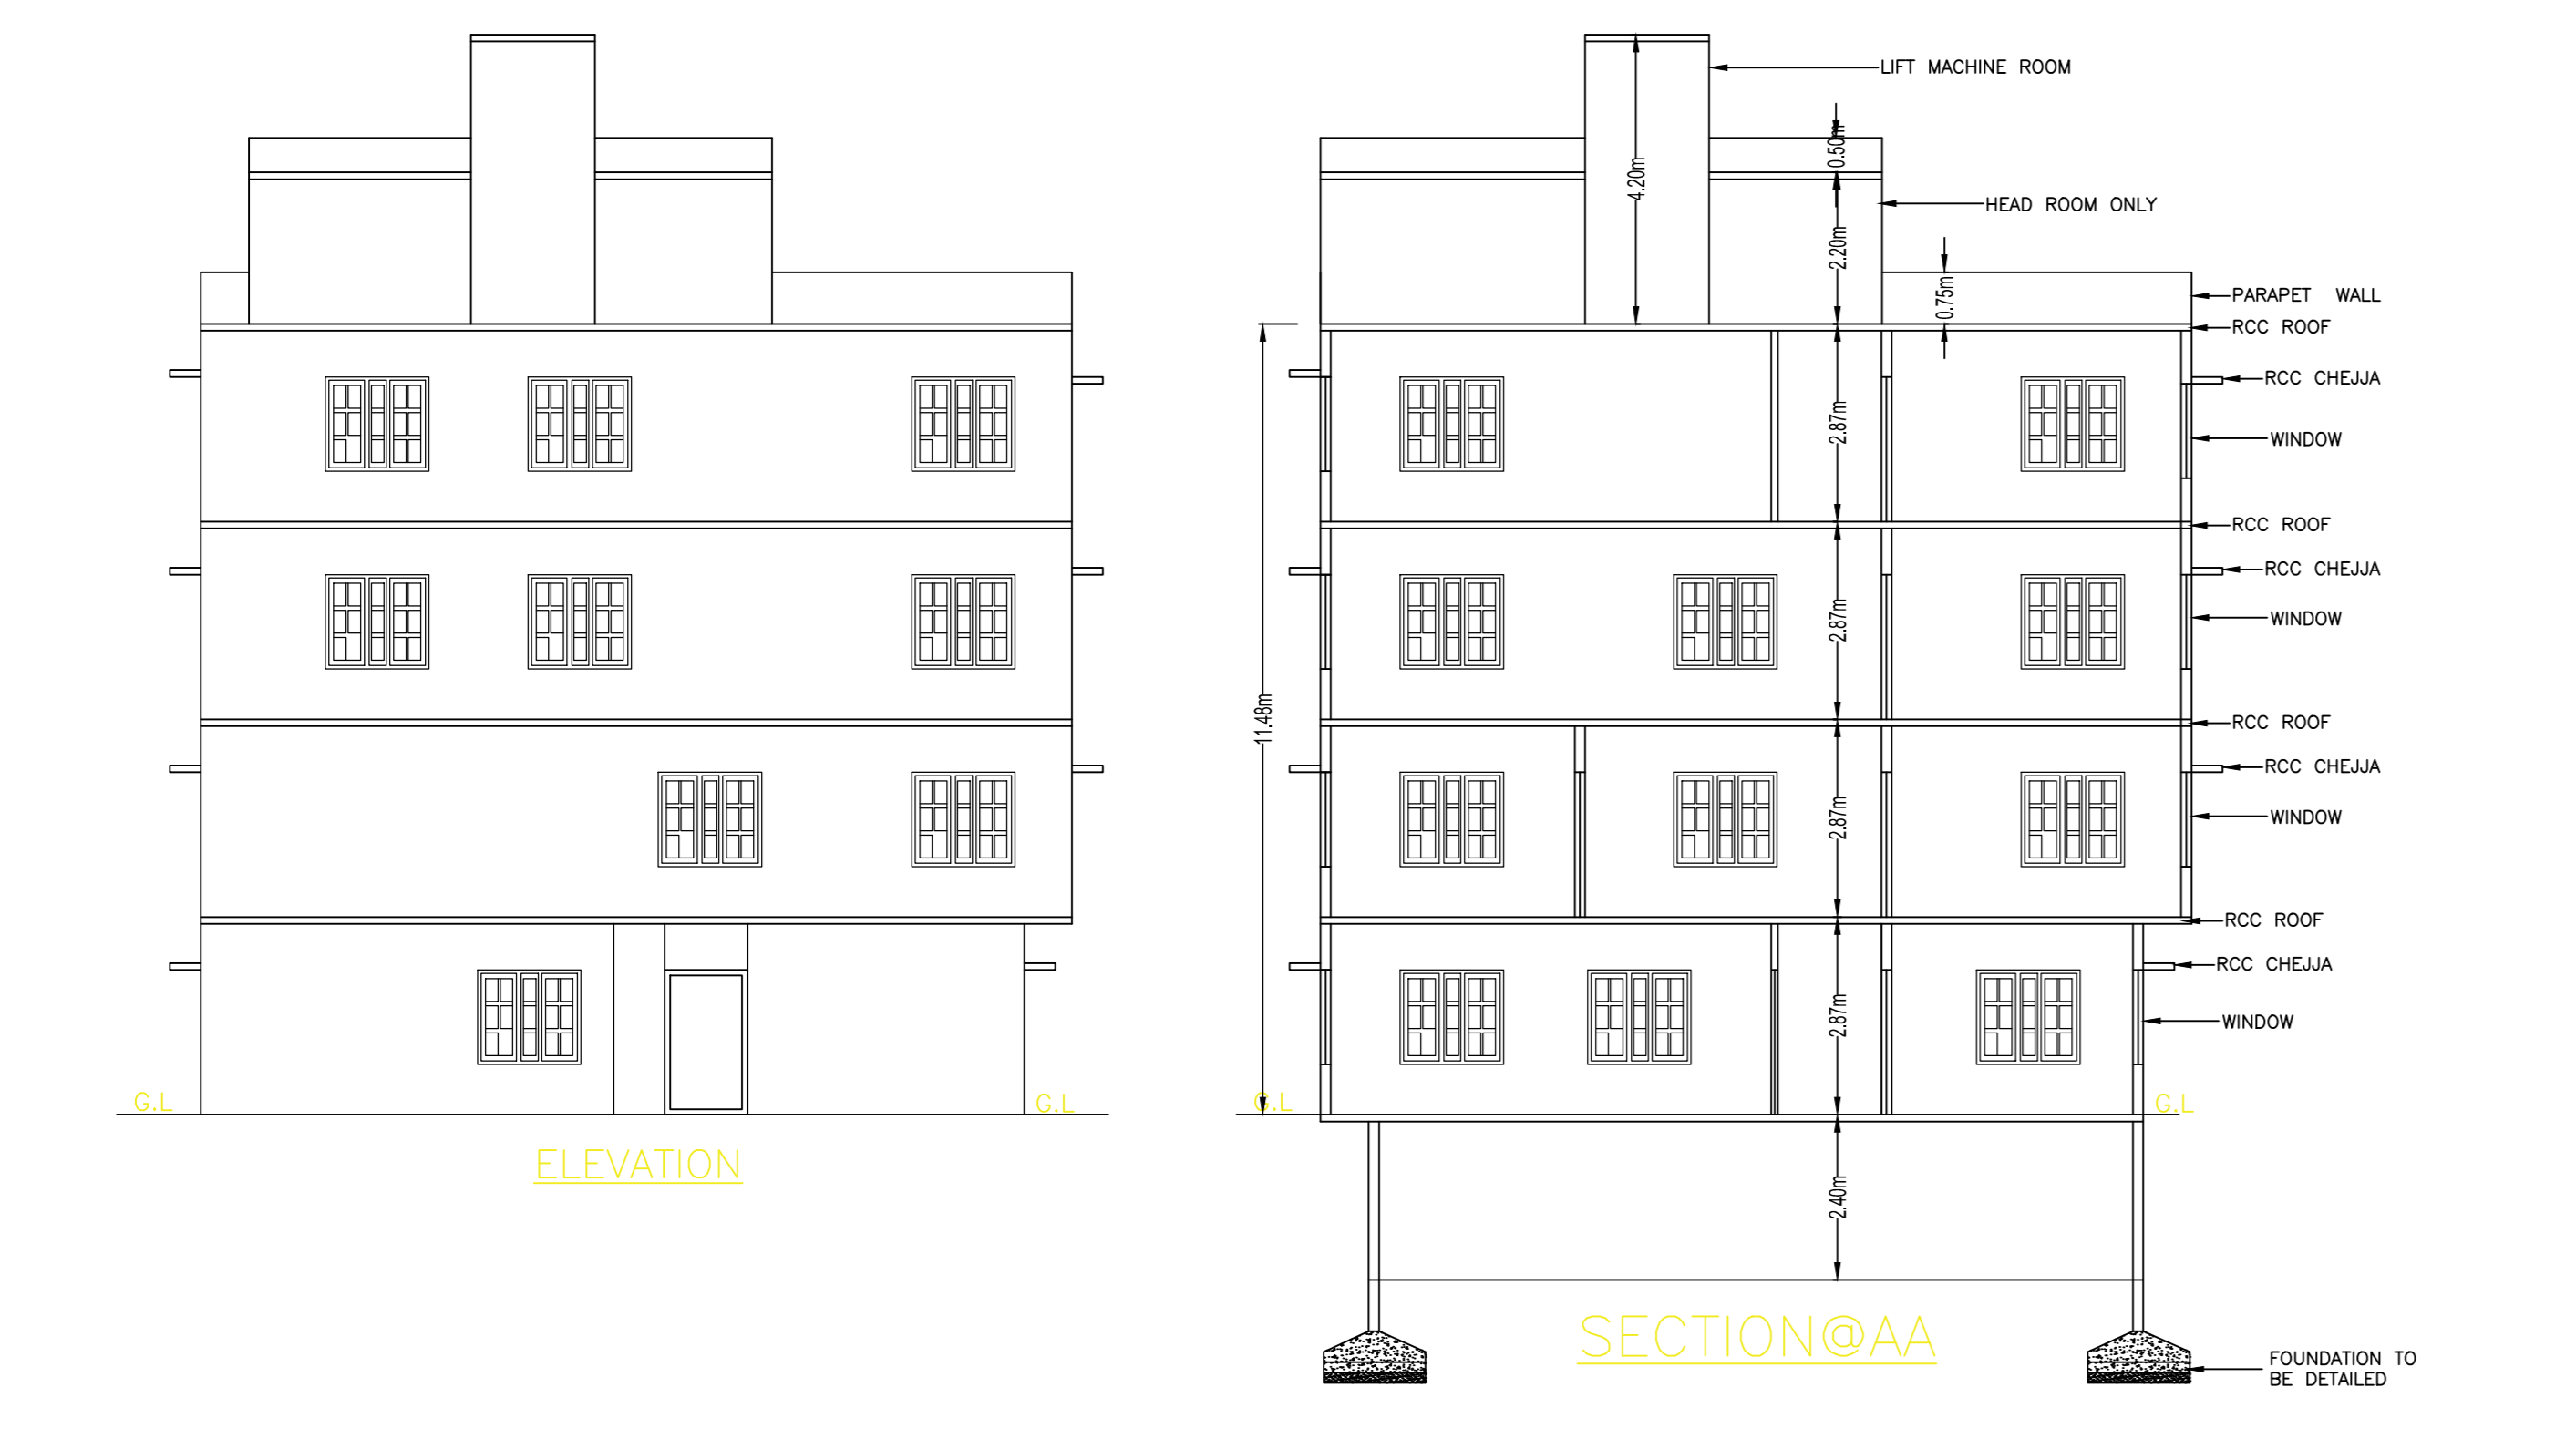 LIFT MACHINE ROOM
0.50m
4.20m
HEAD ROOM ONLY
2.20m
0.75m
PARAPET WALL
RCC ROOF
RCC CHEJJA
2.87m
WINDOW
RCC ROOF
RCC CHEJJA
2.87m
WINDOW
11.48m
RCC ROOF
RCC CHEJJA
2.87m
WINDOW
RCC ROOF
RCC CHEJJA
2.87m
WINDOW
G.L
G.L
G.L
G.L
ELEVATION
2.40m
SECTION@AA
FOUNDATION TO
BE DETAILED